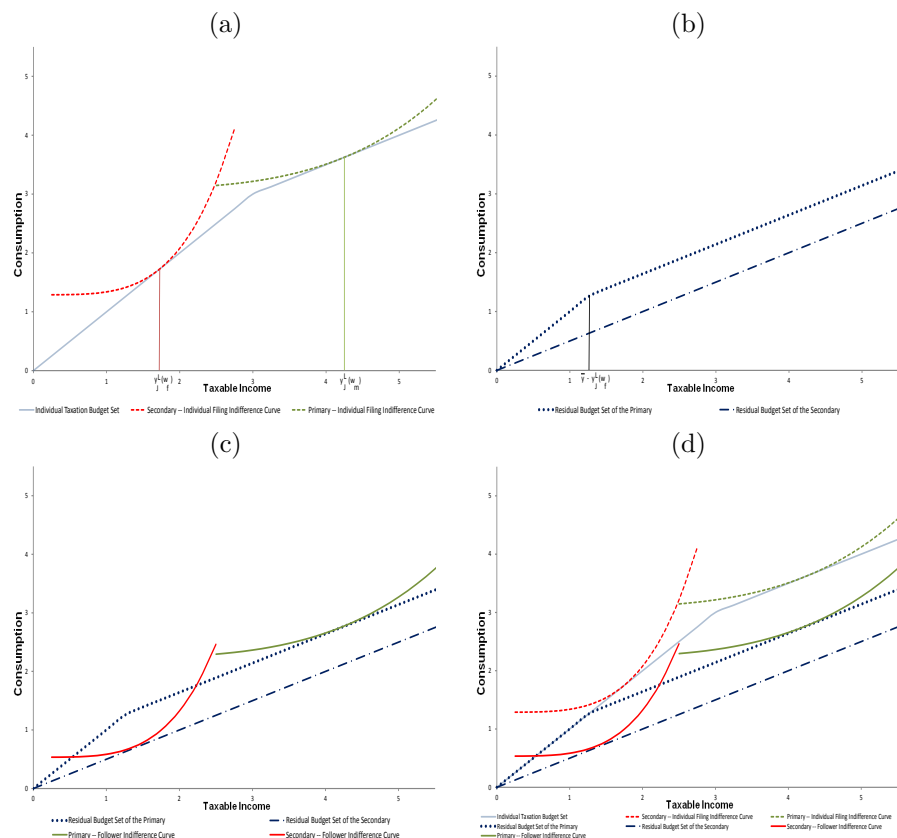 (a)
(b)
Consumption
5
4
3
2
1
0
0
1
2
3
4
5
y^L_J(w_f)
y^L_J(w_m)
Taxable Income
Individual Taxation Budget Set
Secondary – Individual Filing Indifference Curve
Primary – Individual Filing Indifference Curve
Consumption
5
4
3
2
1
0
0
1
2
3
4
5
ȳ - y^L_J(w_f)
Taxable Income
Residual Budget Set of the Primary
Residual Budget Set of the Secondary
(c)
(d)
Consumption
5
4
3
2
1
0
0
1
2
3
4
5
Taxable Income
Residual Budget Set of the Primary
Residual Budget Set of the Secondary
Primary – Follower Indifference Curve
Secondary – Follower Indifference Curve
Consumption
5
4
3
2
1
0
0
1
2
3
4
5
Taxable Income
Individual Taxation Budget Set
Secondary – Individual Filing Indifference Curve
Primary – Individual Filing Indifference Curve
Residual Budget Set of the Primary
Residual Budget Set of the Secondary
Secondary – Follower Indifference Curve
Primary – Follower Indifference Curve